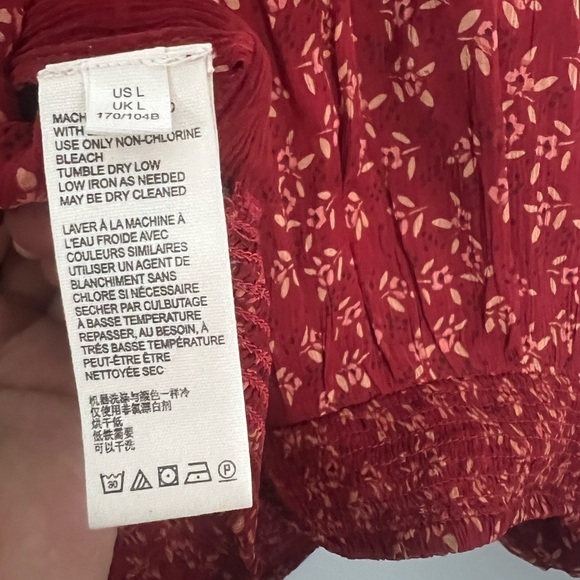 US L
UK L
170/104B
MACH
WITH
USE ONLY NON-CHLORINE
BLEACH
TUMBLE DRY LOW
LOW IRON AS NEEDED
MAY BE DRY CLEANED
LAVER À LA MACHINE À
L'EAU FROIDE AVEC
COULEURS SIMILAIRES
UTILISER UN AGENT DE
BLANCHIMENT SANS
CHLORE SI NÉCESSAIRE
SECHER PAR CULBUTAGE
À BASSE TEMPERATURE
REPASSER, AU BESOIN, À
TRÈS BASSE TEMPÉRATURE
PEUT-ÊTRE ÊTRE
NETTOYÉE SEC
机器洗涤与颜色一样冷
仅使用非氯漂白剂
烘干低
低铁需要
可以干洗
30
P